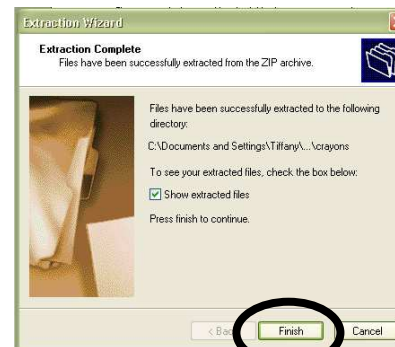 Extraction Wizard
Extraction Complete
Files have been successfully extracted from the ZIP archive.
Files have been successfully extracted to the following
directory:
C:\Documents and Settings\Tiffany\...\crayons
To see your extracted files, check the box below:
Show extracted files
Press finish to continue.
< Bac Finish Cancel